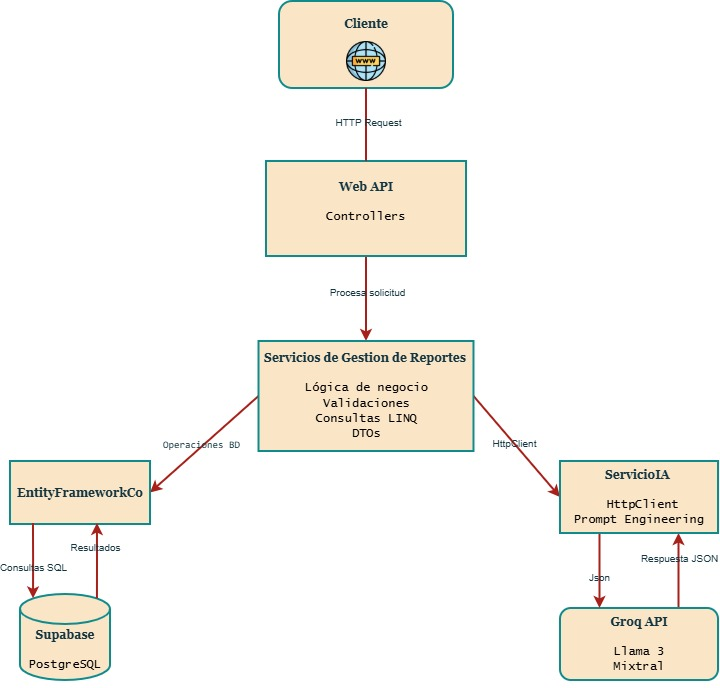 Cliente
WWW
HTTP Request
Web API
Controllers
Procesa solicitud
Servicios de Gestion de Reportes
Lógica de negocio
Validaciones
Consultas LINQ
DTOs
Operaciones BD
HttpClient
EntityFrameworkCo
ServicioIA
HttpClient
Prompt Engineering
Resultados
Consultas SQL
Respuesta JSON
Json
Supabase
PostgreSQL
Groq API
Llama 3
Mixtral